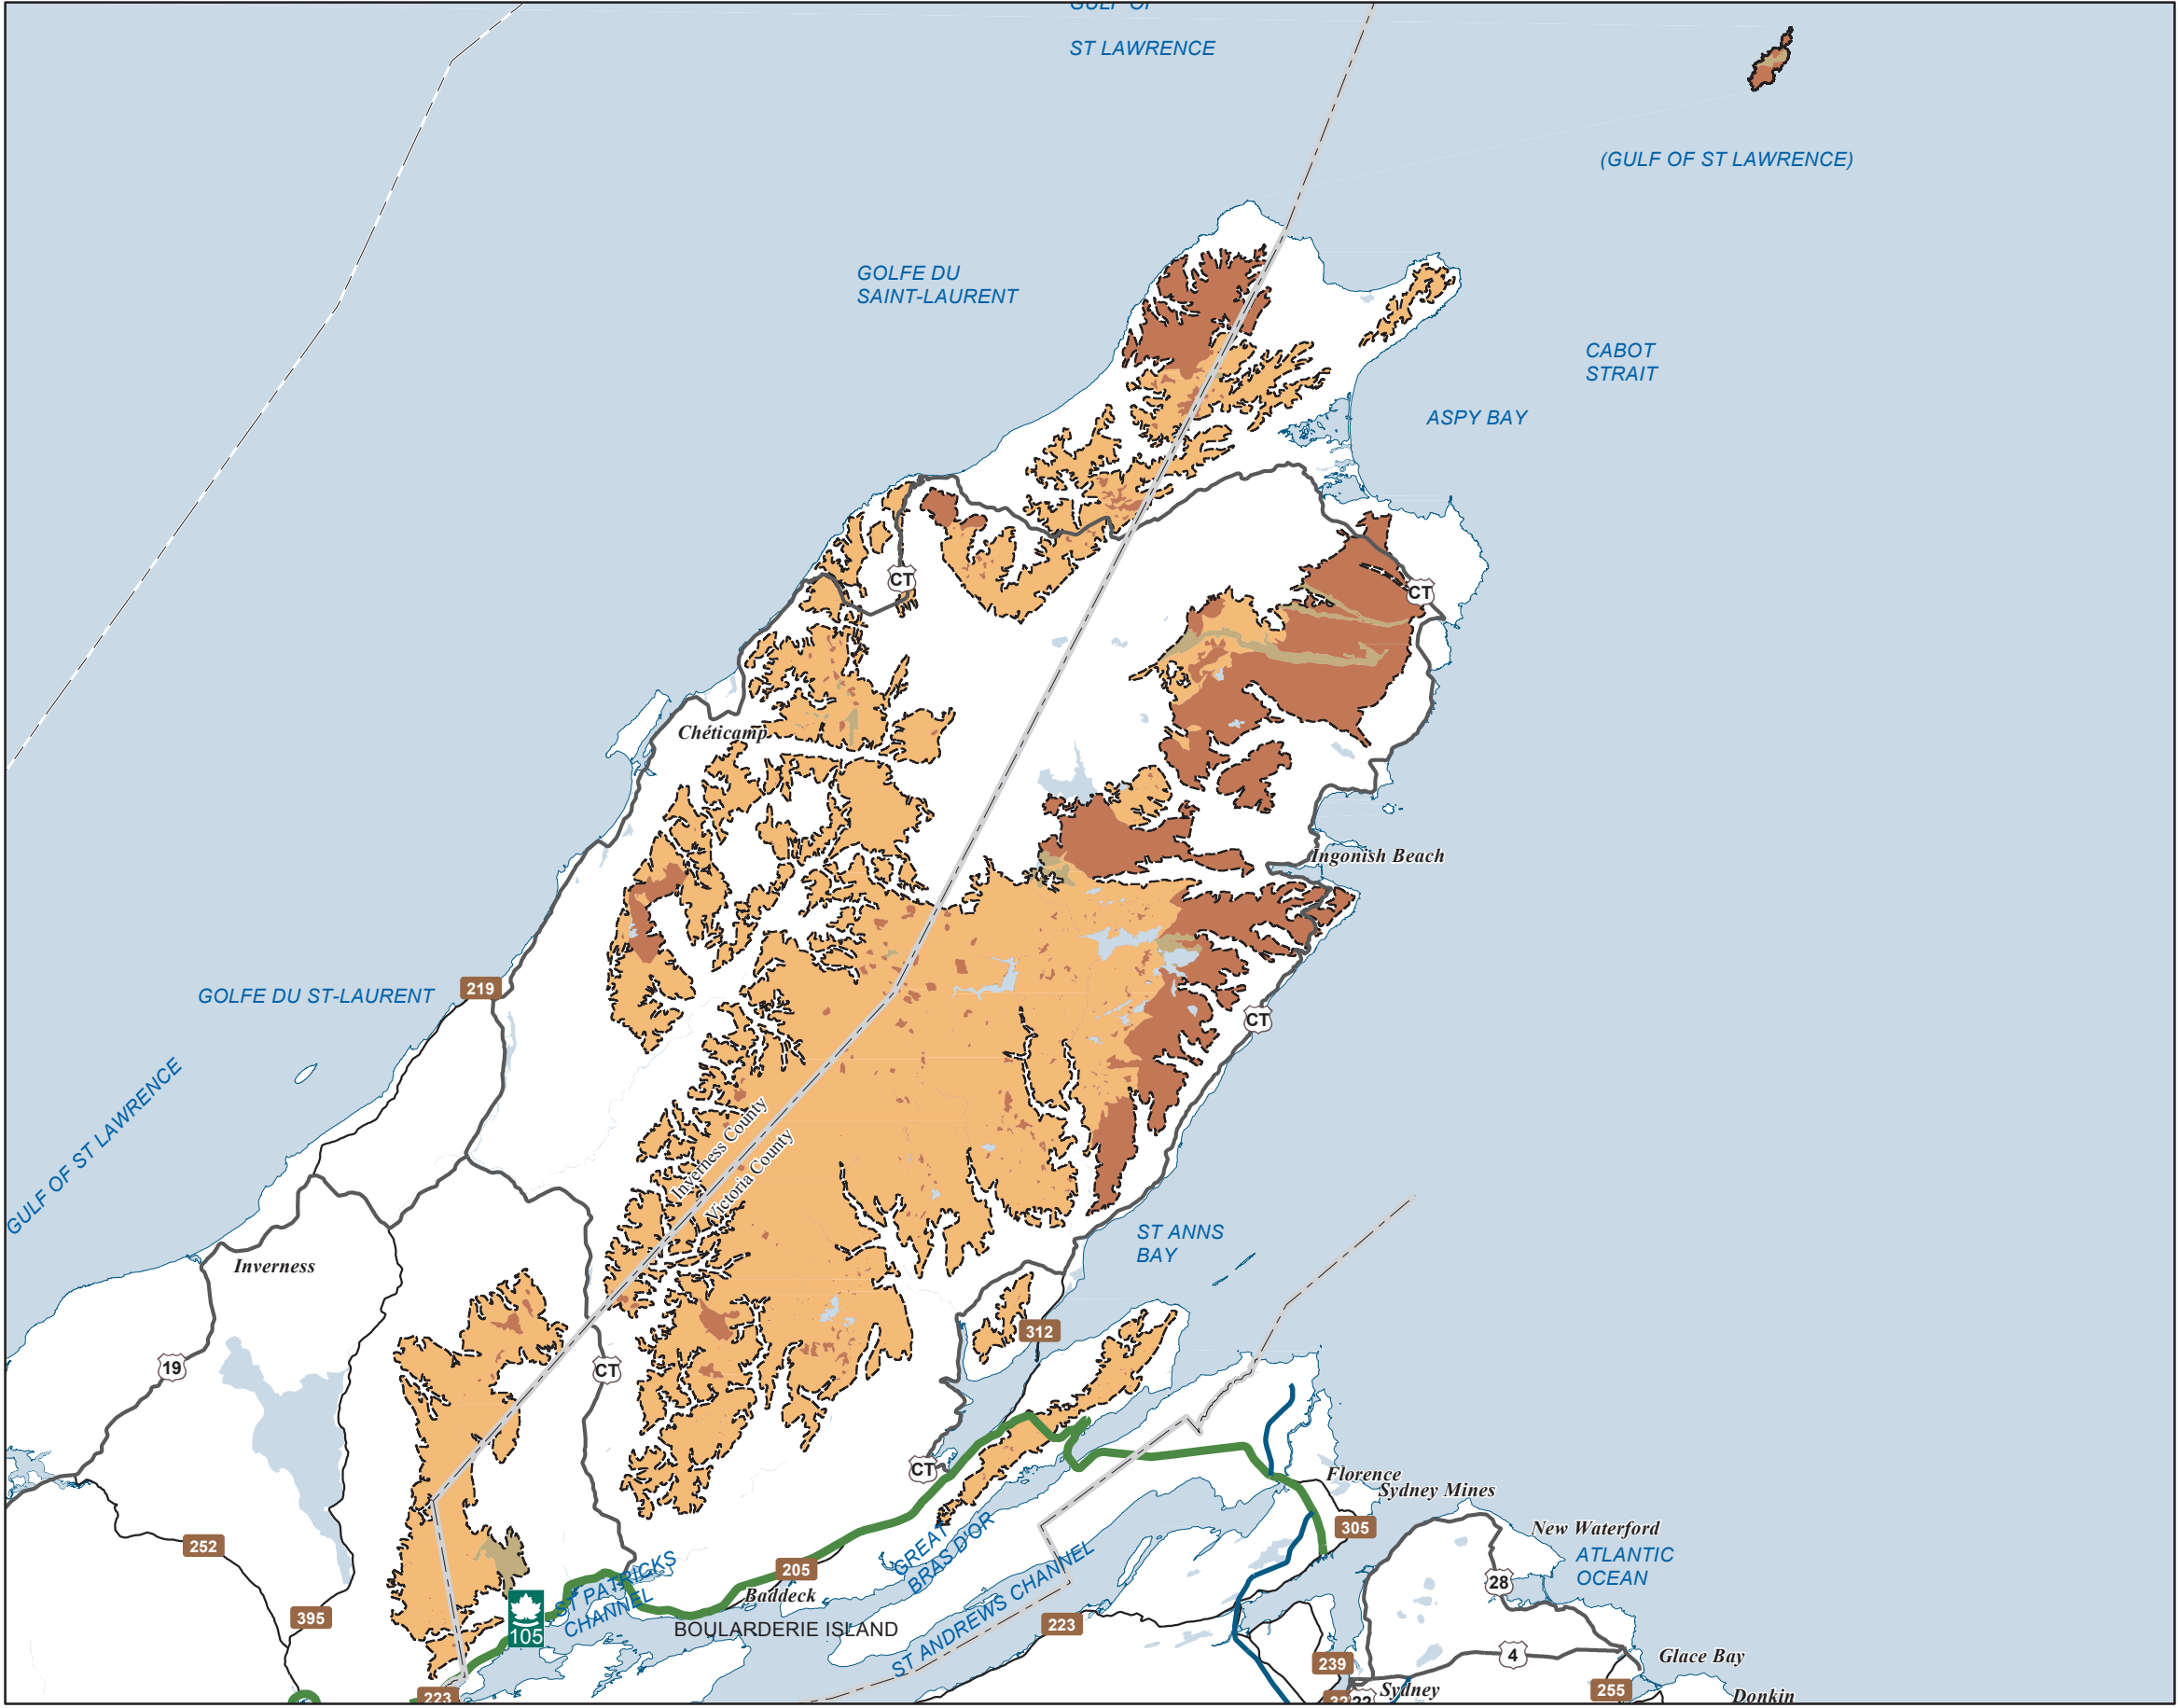 GULF OF
ST LAWRENCE
(GULF OF ST LAWRENCE)
GOLFE DU
SAINT-LAURENT
CABOT
STRAIT
ASPY BAY
CT
CT
Chéticamp
Ingonish Beach
219
GOLFE DU ST-LAURENT
CT
GULF OF ST LAWRENCE
Inverness County
Victoria County
ST ANNS
BAY
Inverness
312
19
CT
CT
Florence
Sydney Mines
305
New Waterford
ATLANTIC
OCEAN
252
GREAT
BRAS D'OR
205
ST PATRICKS
CHANNEL
Baddeck
28
395
105
BOULARDERIE ISLAND
ST ANDREWS CHANNEL
223
4
Glace Bay
239
223
Sydney
255
Donkin
22